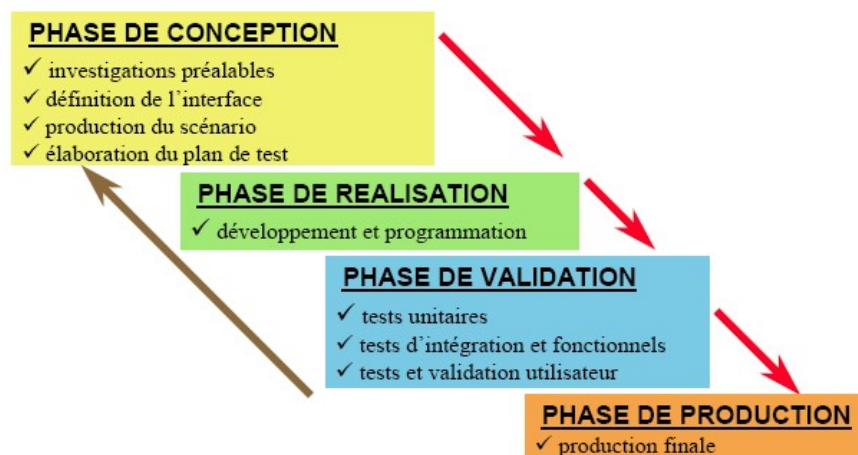 PHASE DE CONCEPTION
✓ investigations préalables
✓ définition de l’interface
✓ production du scénario
✓ élaboration du plan de test
PHASE DE REALISATION
✓ développement et programmation
PHASE DE VALIDATION
✓ tests unitaires
✓ tests d’intégration et fonctionnels
✓ tests et validation utilisateur
PHASE DE PRODUCTION
✓ production finale